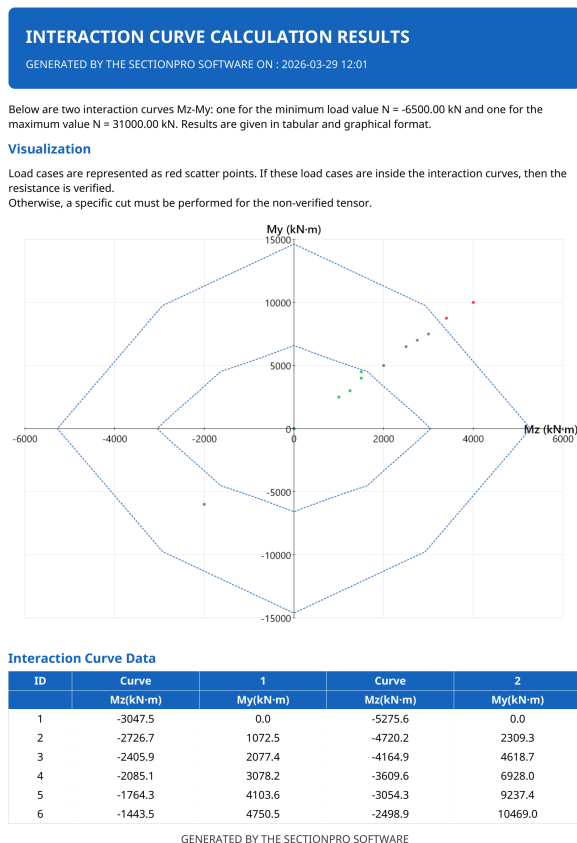 INTERACTION CURVE CALCULATION RESULTS
GENERATED BY THE SECTIONPRO SOFTWARE ON : 2026-03-29 12:01
Below are two interaction curves Mz-My: one for the minimum load value N = -6500.00 kN and one for the
maximum value N = 31000.00 kN. Results are given in tabular and graphical format.
Visualization
Load cases are represented as red scatter points. If these load cases are inside the interaction curves, then the
resistance is verified.
Otherwise, a specific cut must be performed for the non-verified tensor.
My (kN·m)
15000
10000
5000
0
Mz (kN·m)
-6000 -4000 -2000 0 2000 4000 6000
-5000
-10000
-15000
Interaction Curve Data
ID Curve 1 Curve 2
Mz(kN·m) My(kN·m) Mz(kN·m) My(kN·m)
1 -3047.5 0.0 -5275.6 0.0
2 -2726.7 1072.5 -4720.2 2309.3
3 -2405.9 2077.4 -4164.9 4618.7
4 -2085.1 3078.2 -3609.6 6928.0
5 -1764.3 4103.6 -3054.3 9237.4
6 -1443.5 4750.5 -2498.9 10469.0
GENERATED BY THE SECTIONPRO SOFTWARE